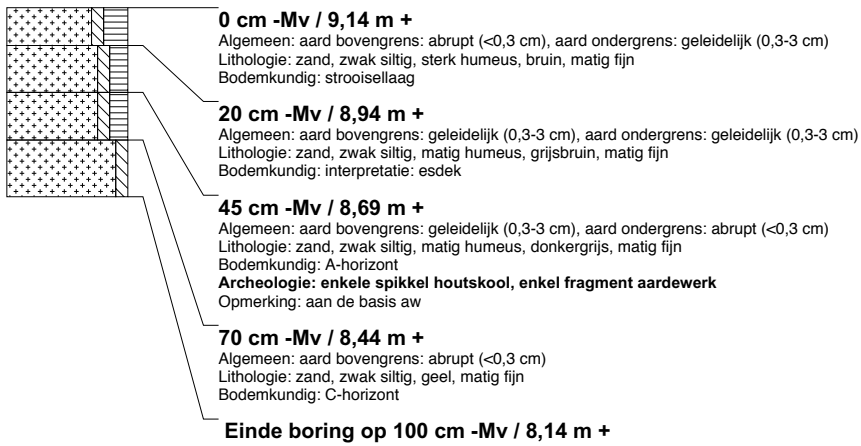 0 cm -Mv / 9,14 m +
Algemeen: aard bovengrens: abrupt (<0,3 cm), aard ondergrens: geleidelijk (0,3-3 cm)
Lithologie: zand, zwak siltig, sterk humeus, bruin, matig fijn
Bodemkundig: strooisellaag
20 cm -Mv / 8,94 m +
Algemeen: aard bovengrens: geleidelijk (0,3-3 cm), aard ondergrens: geleidelijk (0,3-3 cm)
Lithologie: zand, zwak siltig, matig humeus, grijsbruin, matig fijn
Bodemkundig: interpretatie: esdek
45 cm -Mv / 8,69 m +
Algemeen: aard bovengrens: geleidelijk (0,3-3 cm), aard ondergrens: abrupt (<0,3 cm)
Lithologie: zand, zwak siltig, matig humeus, donkergrijs, matig fijn
Bodemkundig: A-horizont
Archeologie: enkele spikkel houtskool, enkel fragment aardewerk
Opmerking: aan de basis aw
70 cm -Mv / 8,44 m +
Algemeen: aard bovengrens: abrupt (<0,3 cm)
Lithologie: zand, zwak siltig, geel, matig fijn
Bodemkundig: C-horizont
Einde boring op 100 cm -Mv / 8,14 m +